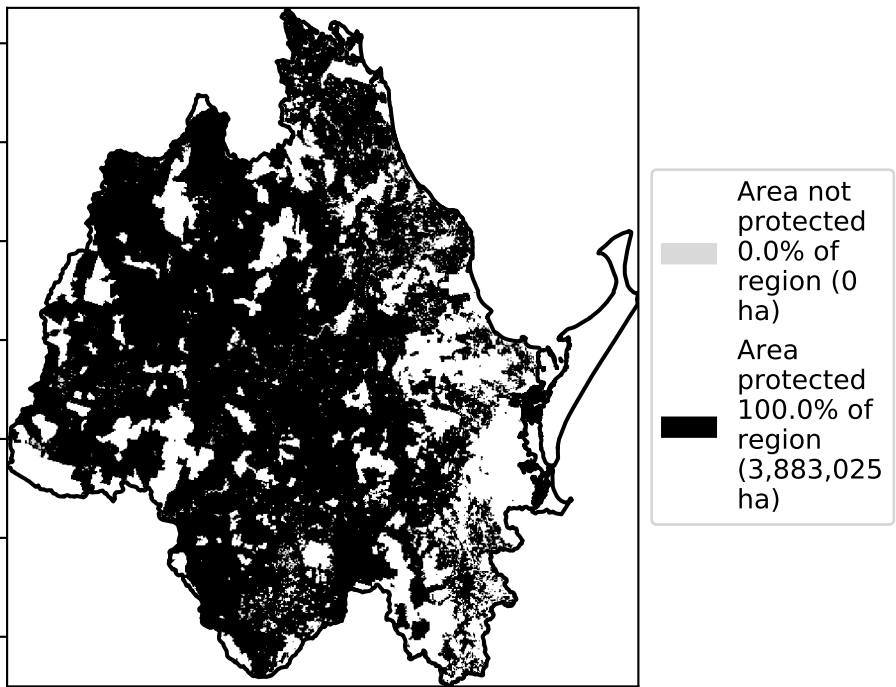 Area not
protected
0.0% of
region (0
ha)
Area
protected
100.0% of
region
(3,883,025
ha)